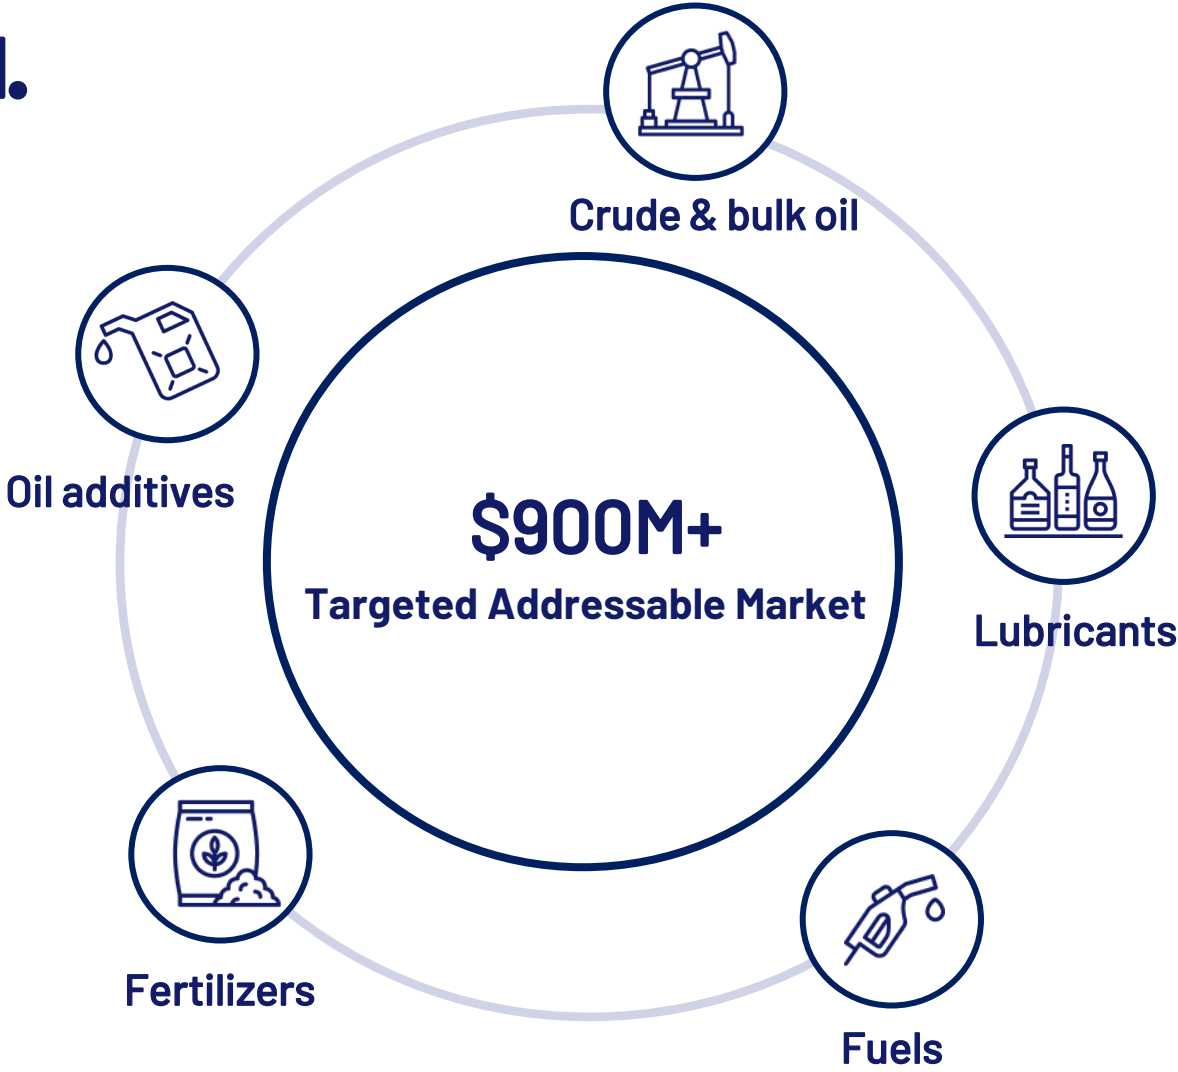 Crude & bulk oil
Oil additives
$900M+
Targeted Addressable Market
Lubricants
Fertilizers
Fuels